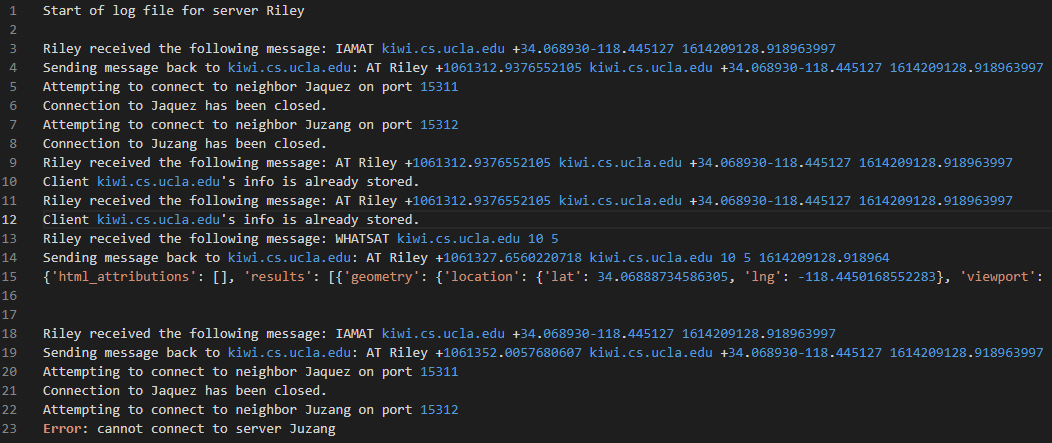 1 Start of log file for server Riley
2
3 Riley received the following message: IAMAT kiwi.cs.ucla.edu +34.068930-118.445127 1614209128.918963997
4 Sending message back to kiwi.cs.ucla.edu: AT Riley +1061312.9376552105 kiwi.cs.ucla.edu +34.068930-118.445127 1614209128.918963997
5 Attempting to connect to neighbor Jaquez on port 15311
6 Connection to Jaquez has been closed.
7 Attempting to connect to neighbor Juzang on port 15312
8 Connection to Juzang has been closed.
9 Riley received the following message: AT Riley +1061312.9376552105 kiwi.cs.ucla.edu +34.068930-118.445127 1614209128.918963997
10 Client kiwi.cs.ucla.edu's info is already stored.
11 Riley received the following message: AT Riley +1061312.9376552105 kiwi.cs.ucla.edu +34.068930-118.445127 1614209128.918963997
12 Client kiwi.cs.ucla.edu's info is already stored.
13 Riley received the following message: WHATSAT kiwi.cs.ucla.edu 10 5
14 Sending message back to kiwi.cs.ucla.edu: AT Riley +1061327.6560220718 kiwi.cs.ucla.edu 10 5 1614209128.918964
15 {'html_attributions': [], 'results': [{'geometry': {'location': {'lat': 34.06888734586305, 'lng': -118.4450168552283}, 'viewport':
16
17
18 Riley received the following message: IAMAT kiwi.cs.ucla.edu +34.068930-118.445127 1614209128.918963997
19 Sending message back to kiwi.cs.ucla.edu: AT Riley +1061352.0057680607 kiwi.cs.ucla.edu +34.068930-118.445127 1614209128.918963997
20 Attempting to connect to neighbor Jaquez on port 15311
21 Connection to Jaquez has been closed.
22 Attempting to connect to neighbor Juzang on port 15312
23 Error: cannot connect to server Juzang